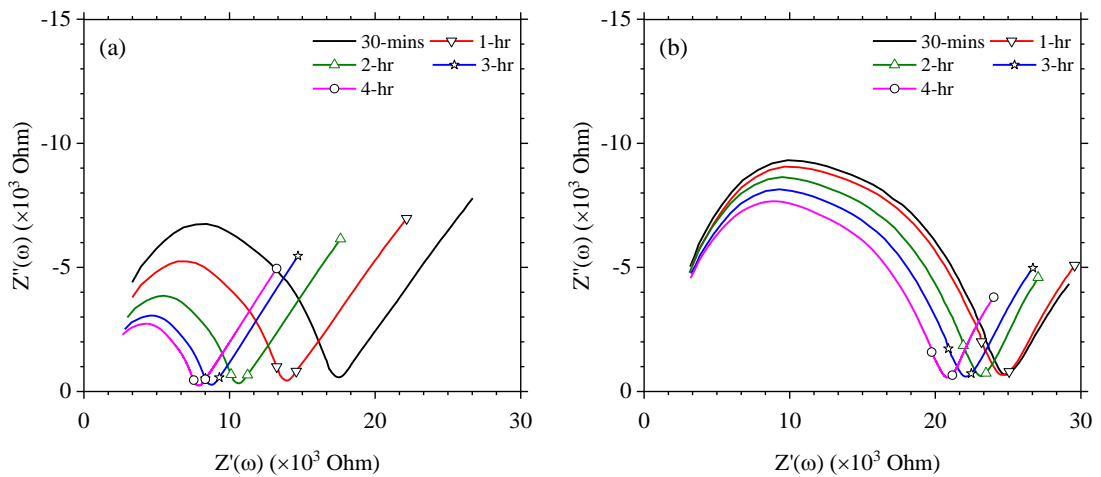 (a)
30-mins
1-hr
2-hr
3-hr
4-hr
-15
-10
-5
0
0
10
20
30
Z''(ω) (×10³ Ohm)
Z'(ω) (×10³ Ohm)
(b)
30-mins
1-hr
2-hr
3-hr
4-hr
-15
-10
-5
0
0
10
20
30
Z''(ω) (×10³ Ohm)
Z'(ω) (×10³ Ohm)